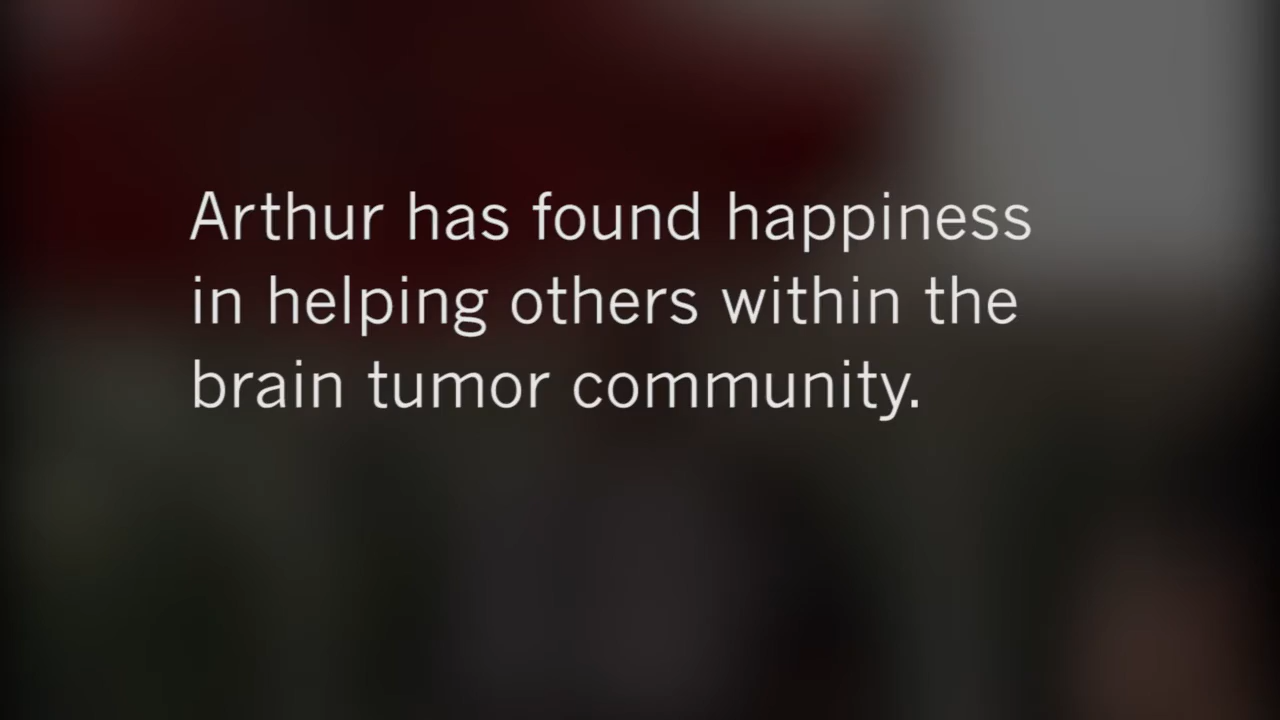 Arthur has found happiness
in helping others within the
brain tumor community.